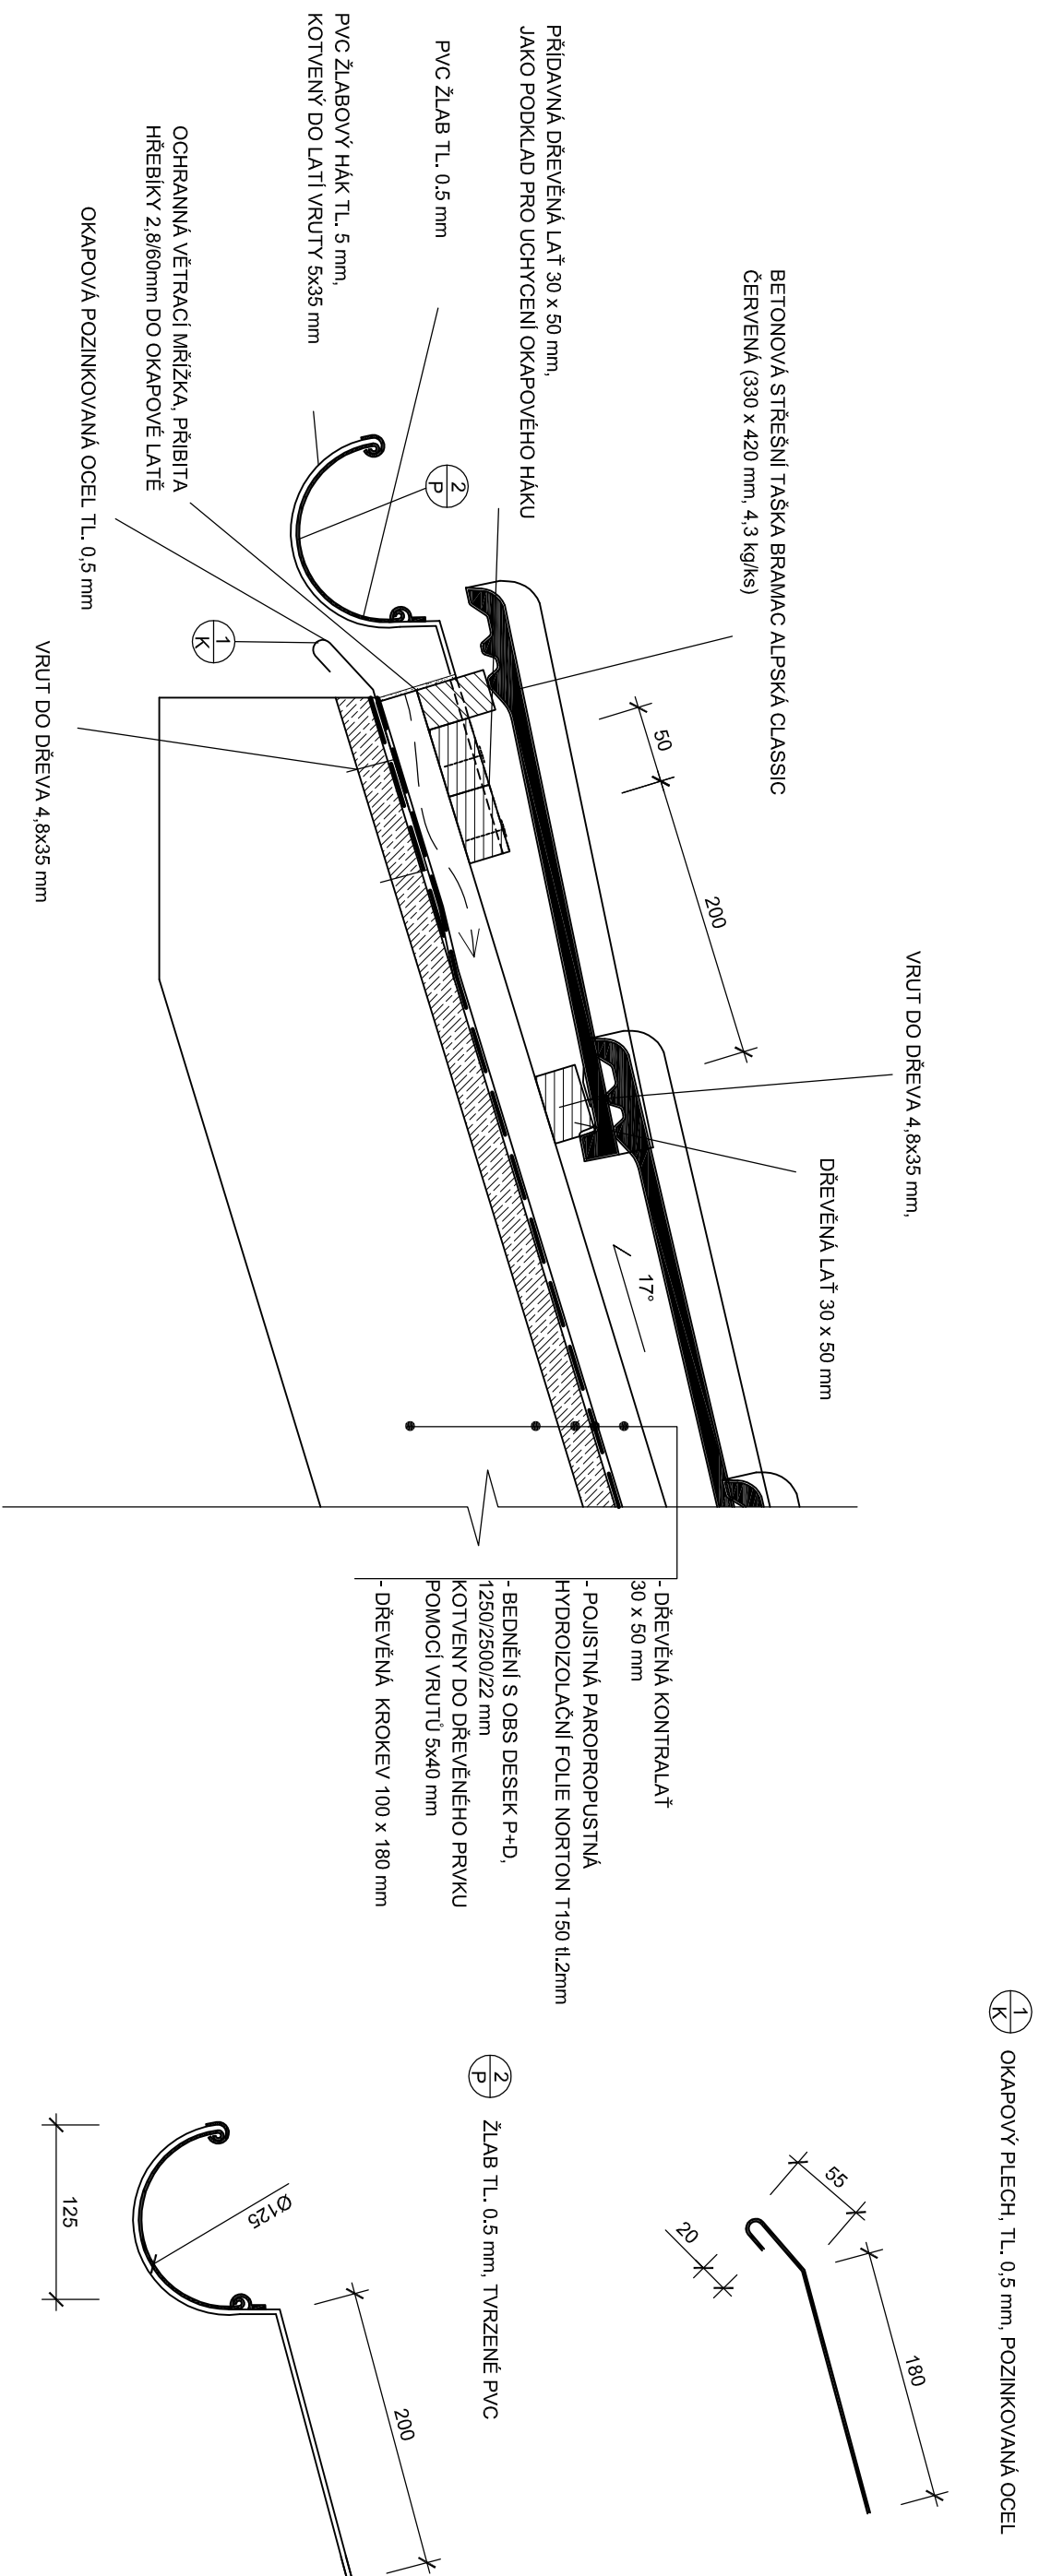 BETONOVÁ STŘEŠNÍ TAŠKA BRAMAC ALPSKÁ CLASSIC
ČERVENÁ (330 x 420 mm, 4,3 kg/ks)
PŘÍDAVNÁ DŘEVĚNÁ LAŤ 30 x 50 mm,
JAKO PODKLAD PRO UCHYCENÍ OKAPOVÉHO HÁKU
PVC ŽLAB TL. 0.5 mm
PVC ŽLABOVÝ HÁK TL. 5 mm,
KOTVENÝ DO LATÍ VRUTY 5x35 mm
OCHRANNÁ VĚTRACÍ MŘÍŽKA, PŘIBITA
HŘEBÍKY 2,8/60mm DO OKAPOVÉ LATĚ
OKAPOVÁ POZINKOVANÁ OCEL TL. 0,5 mm
VRUT DO DŘEVA 4,8x35 mm
2
P
1
K
50
200
VRUT DO DŘEVA 4,8x35 mm,
DŘEVĚNÁ LAŤ 30 x 50 mm
17°
- DŘEVĚNÁ KONTRALAŤ
30 x 50 mm
- POJISTNÁ PAROPROPUSTNÁ
HYDROIZOLAČNÍ FOLIE NORTON T150 tl.2mm
- BEDNĚNÍ S OBS DESEK P+D,
1250/2500/22 mm
KOTVENY DO DŘEVĚNÉHO PRVKU
POMOCÍ VRUTŮ 5x40 mm
- DŘEVĚNÁ KROKEV 100 x 180 mm
1
K
OKAPOVÝ PLECH, TL. 0,5 mm, POZINKOVANÁ OCEL
55
20
180
2
P
ŽLAB TL. 0.5 mm, TVRZENÉ PVC
Ø125
200
125